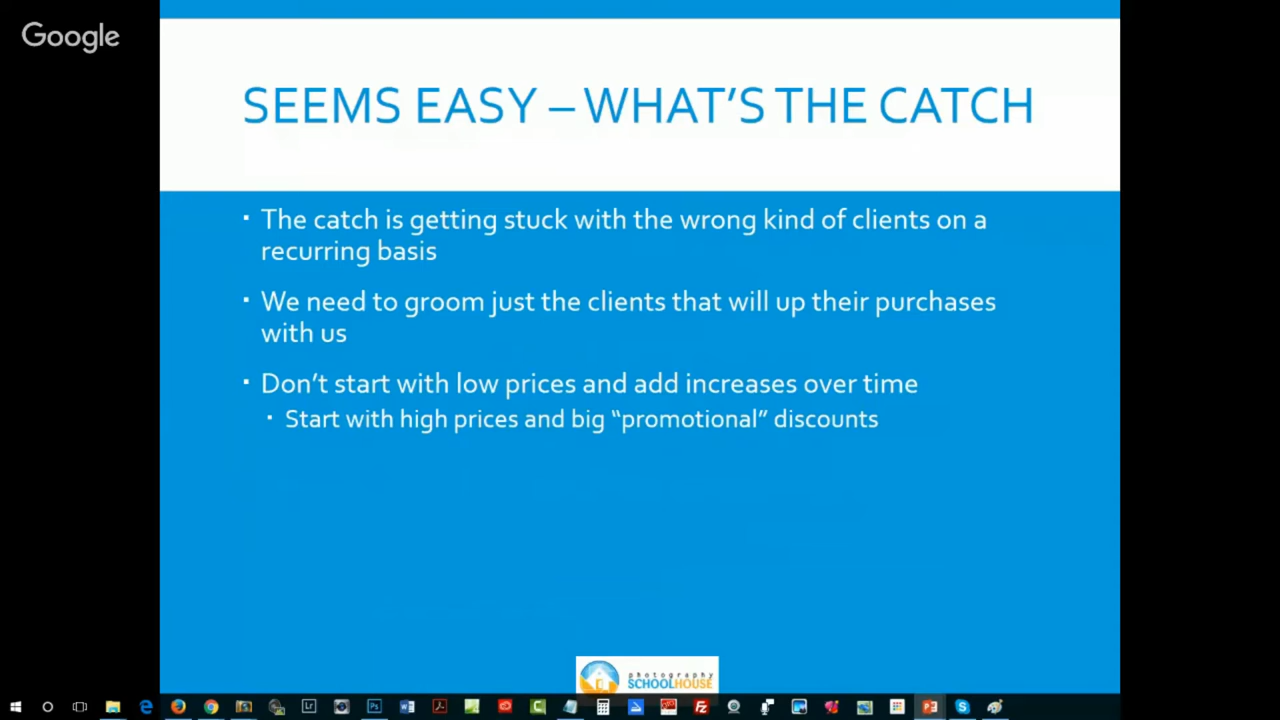 Google
SEEMS EASY – WHAT'S THE CATCH
▪ The catch is getting stuck with the wrong kind of clients on a
recurring basis
▪ We need to groom just the clients that will up their purchases
with us
▪ Don't start with low prices and add increases over time
▪ Start with high prices and big “promotional” discounts
photography
SCHOOLHOUSE
Lr
Ps